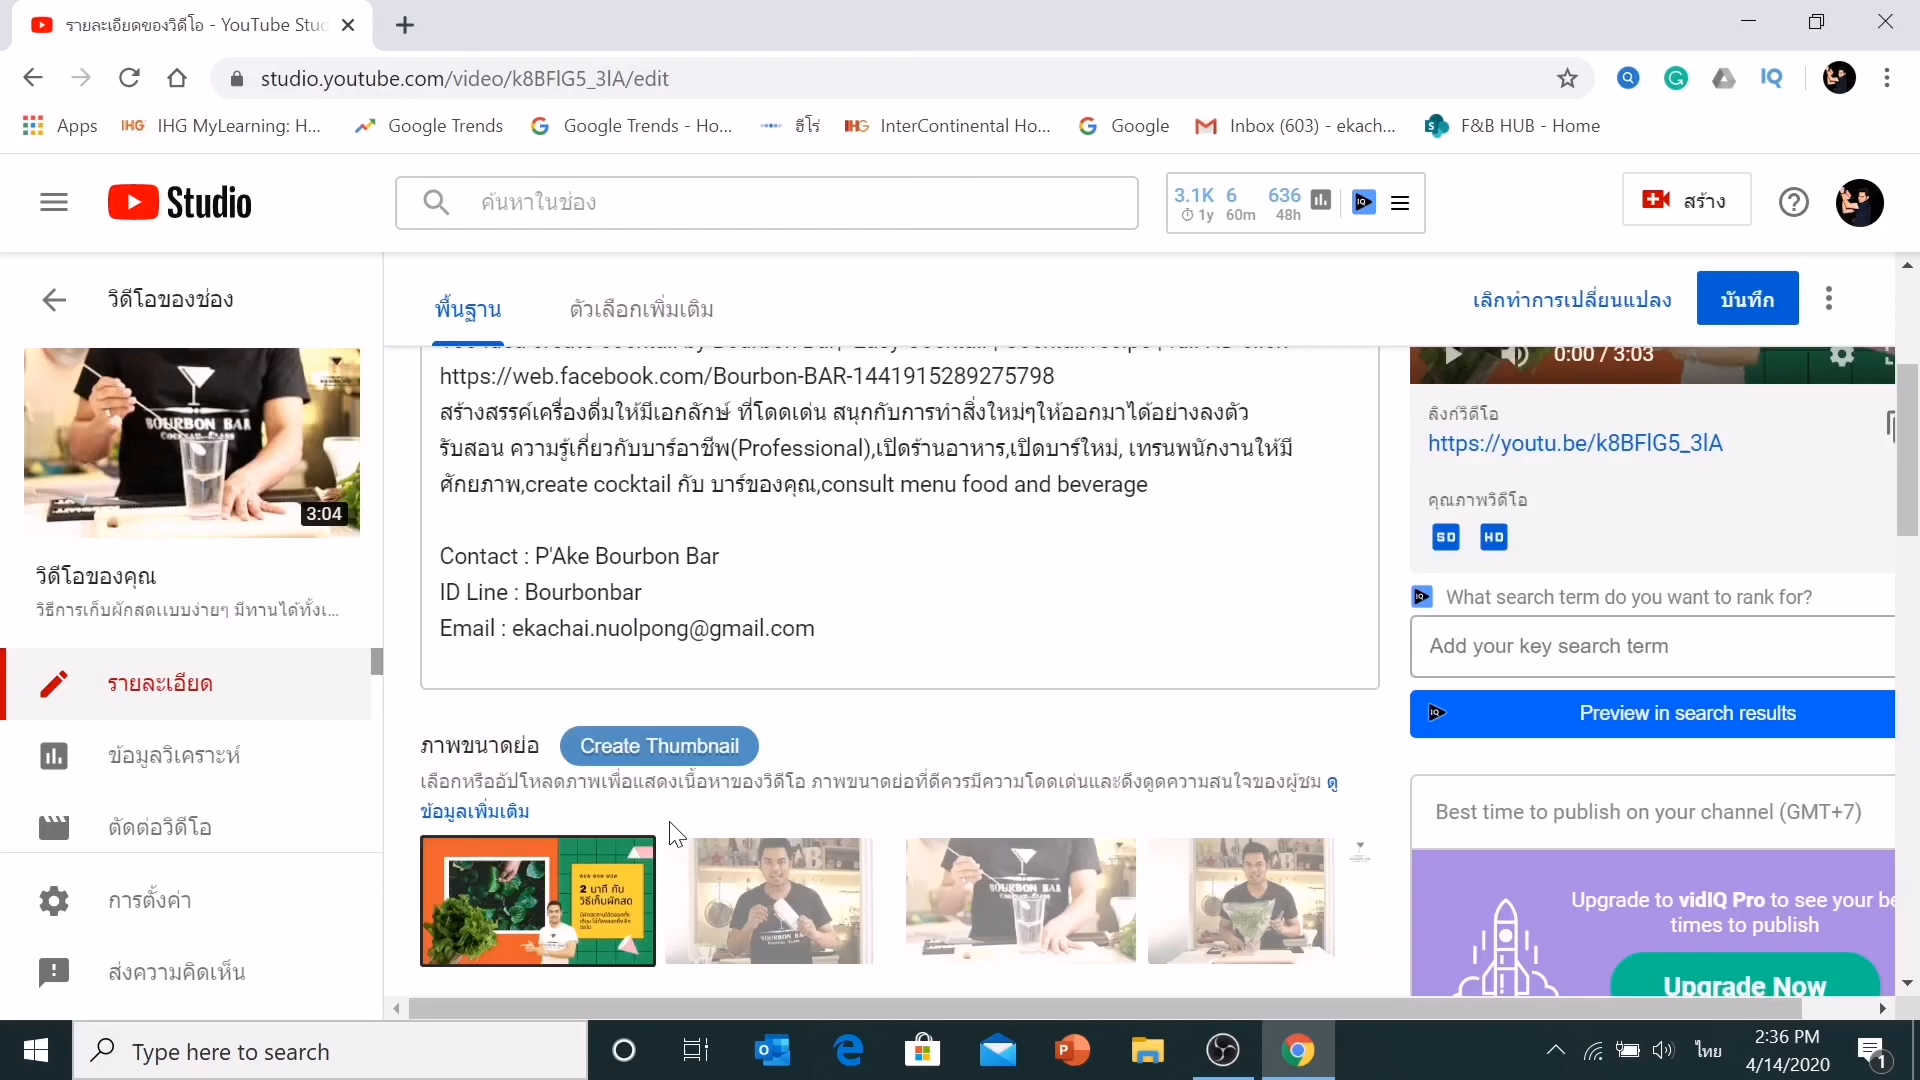 รายละเอียดของวิดีโอ - YouTube Stud
studio.youtube.com/video/k8BFlG5_3lA/edit
Apps
IHG MyLearning: H...
Google Trends
Google Trends - Ho...
ฮีโร่
InterContinental Ho...
Google
Inbox (603) - ekach...
F&B HUB - Home
Studio
ค้นหาในช่อง
3.1K 6 636
1y 60m 48h
สร้าง
วิดีโอของช่อง
พื้นฐาน
ตัวเลือกเพิ่มเติม
เลิกทำการเปลี่ยนแปลง
บันทึก
BOURBON BAR
3:04
วิดีโอของคุณ
วิธีการเก็บผักสดแบบง่ายๆ มีทานได้ทั้งเ...
รายละเอียด
ข้อมูลวิเคราะห์
ตัดต่อวิดีโอ
การตั้งค่า
ส่งความคิดเห็น
https://web.facebook.com/Bourbon-BAR-1441915289275798
สร้างสรรค์เครื่องดื่มให้มีเอกลักษ์ ที่โดดเด่น สนุกกับการทำสิ่งใหม่ๆให้ออกมาได้อย่างลงตัว
รับสอน ความรู้เกี่ยวกับบาร์อาชีพ(Professional),เปิดร้านอาหาร,เปิดบาร์ใหม่, เทรนพนักงานให้มี
ศักยภาพ,create cocktail กับ บาร์ของคุณ,consult menu food and beverage
Contact : P'Ake Bourbon Bar
ID Line : Bourbonbar
Email : ekachai.nuolpong@gmail.com
ภาพขนาดย่อ
Create Thumbnail
เลือกหรืออัปโหลดภาพเพื่อแสดงเนื้อหาของวิดีโอ ภาพขนาดย่อที่ดีควรมีความโดดเด่นและดึงดูดความสนใจของผู้ชม ดู
ข้อมูลเพิ่มเติม
2 นาที กับ
วิธีเก็บผักสด
BOURBON BAR
0:00 / 3:03
ลิงก์วิดีโอ
https://youtu.be/k8BFlG5_3lA
คุณภาพวิดีโอ
SD HD
What search term do you want to rank for?
Add your key search term
Preview in search results
Best time to publish on your channel (GMT+7)
Upgrade to vidIQ Pro to see your be
times to publish
Upgrade Now
Type here to search
ไทย
2:36 PM
4/14/2020
1